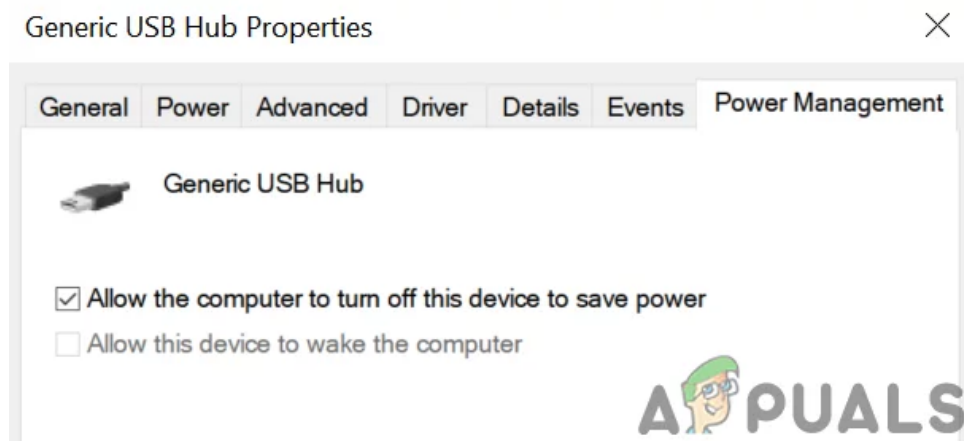 Generic USB Hub Properties
General Power Advanced Driver Details Events Power Management
Generic USB Hub
Allow the computer to turn off this device to save power
Allow this device to wake the computer
APPUALS